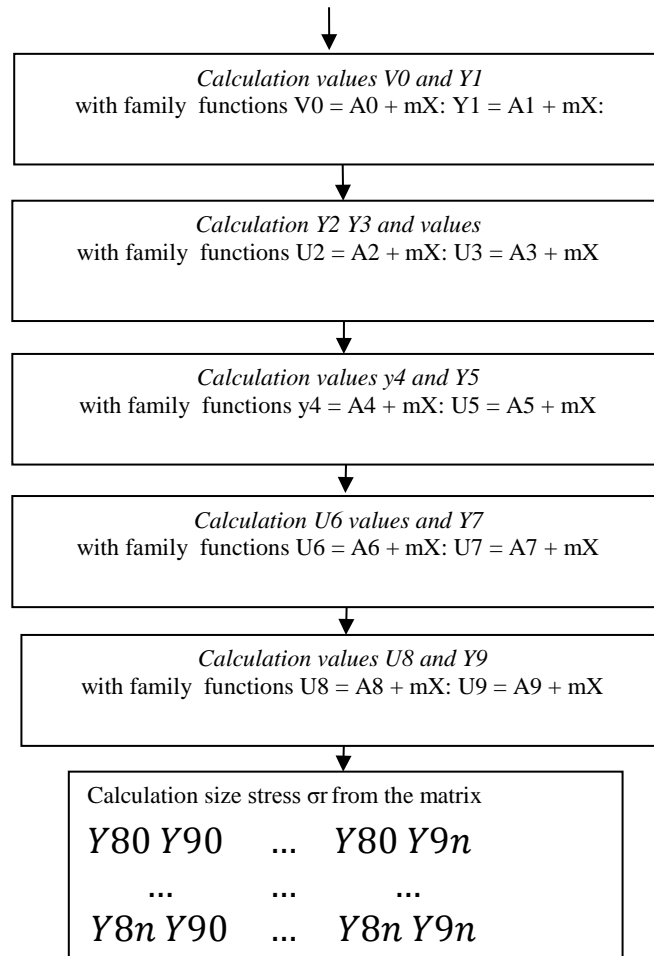 Calculation values V0 and Y1
with family functions V0 = A0 + mX: Y1 = A1 + mX:
Calculation Y2 Y3 and values
with family functions U2 = A2 + mX: U3 = A3 + mX
Calculation values y4 and Y5
with family functions y4 = A4 + mX: U5 = A5 + mX
Calculation U6 values and Y7
with family functions U6 = A6 + mX: U7 = A7 + mX
Calculation values U8 and Y9
with family functions U8 = A8 + mX: U9 = A9 + mX
Calculation size stress σr from the matrix
Y80 Y90 ... Y80 Y9n
... ... ...
Y8n Y90 ... Y8n Y9n